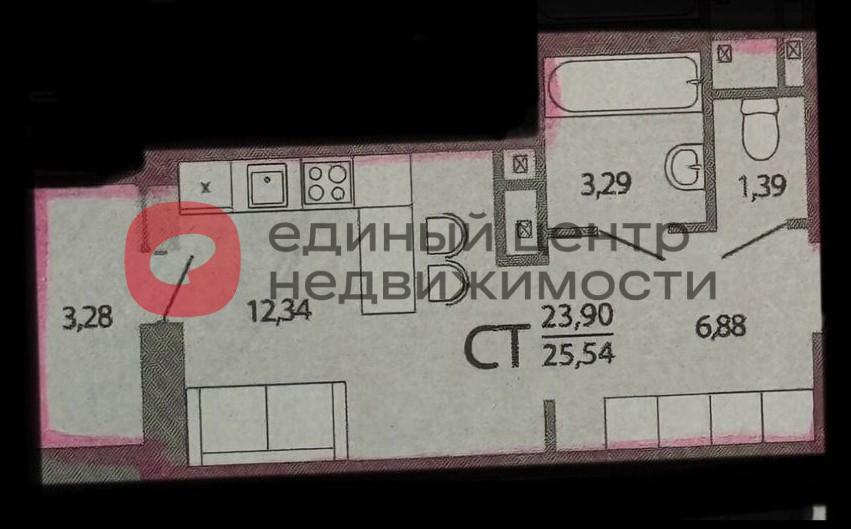 3,29
1,39
x
единый центр
недвижимости
3,28
12,34
СТ
23,90
25,54
6,88